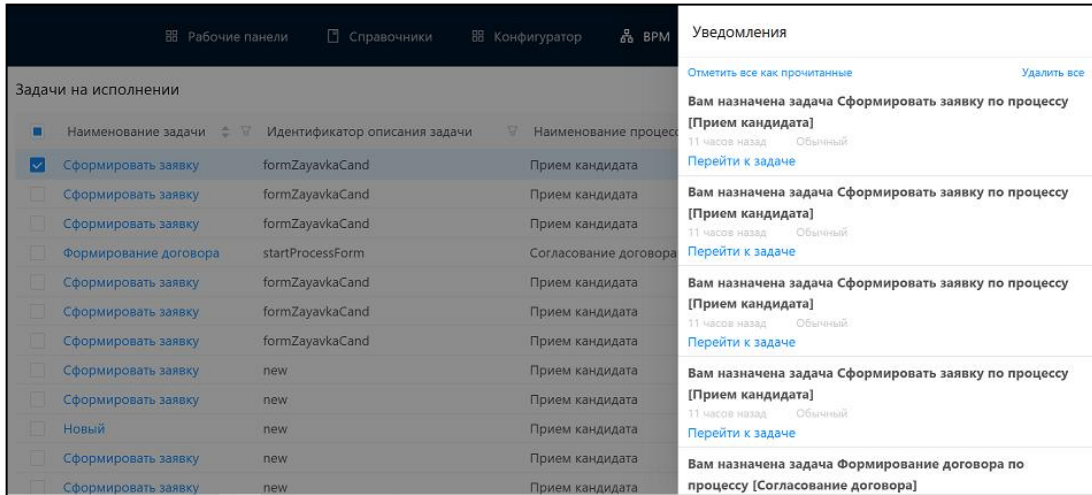 Рабочие панели Справочники Конфигуратор BPM
Задачи на исполнении
Наименование задачи Идентификатор описания задачи Наименование процесс
Сформировать заявку formZayavkaCand Прием кандидата
Сформировать заявку formZayavkaCand Прием кандидата
Сформировать заявку formZayavkaCand Прием кандидата
Формирование договора startProcessForm Согласование договора
Сформировать заявку formZayavkaCand Прием кандидата
Сформировать заявку formZayavkaCand Прием кандидата
Сформировать заявку formZayavkaCand Прием кандидата
Сформировать заявку new Прием кандидата
Сформировать заявку new Прием кандидата
Новый new Прием кандидата
Сформировать заявку new Прием кандидата
Сформировать заявку new Прием кандидата
Уведомления
Отметить все как прочитанные Удалить все
Вам назначена задача Сформировать заявку по процессу
[Прием кандидата]
11 часов назад Обычный
Перейти к задаче
Вам назначена задача Сформировать заявку по процессу
[Прием кандидата]
11 часов назад Обычный
Перейти к задаче
Вам назначена задача Сформировать заявку по процессу
[Прием кандидата]
11 часов назад Обычный
Перейти к задаче
Вам назначена задача Сформировать заявку по процессу
[Прием кандидата]
11 часов назад Обычный
Перейти к задаче
Вам назначена задача Формирование договора по
процессу [Согласование договора]